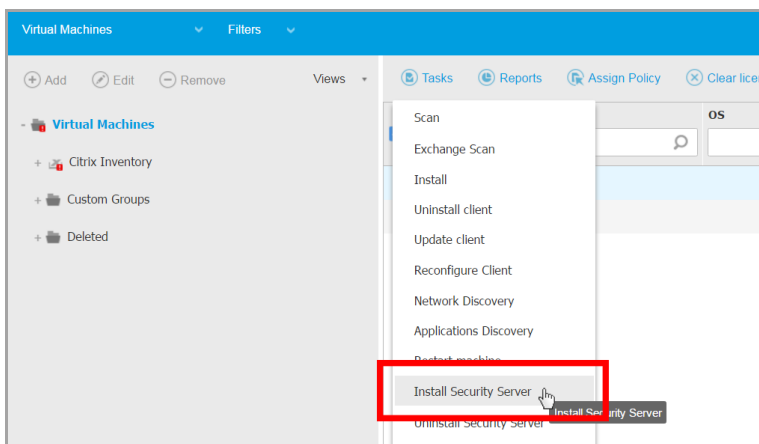 Virtual Machines Filters
Add Edit Remove Views Tasks Reports Assign Policy Clear lice
- Virtual Machines
+ Citrix Inventory
+ Custom Groups
+ Deleted
OS
Scan
Exchange Scan
Install
Uninstall client
Update client
Reconfigure Client
Network Discovery
Applications Discovery
Restart machine
Install Security Server
Install Security Server
Uninstall Security Server